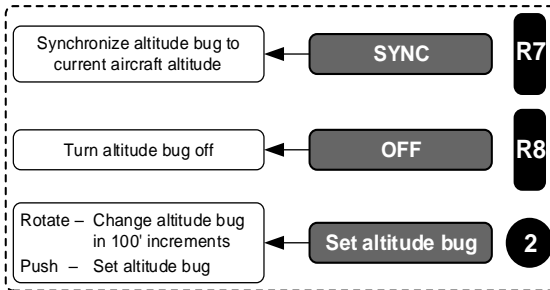 Synchronize altitude bug to
current aircraft altitude
SYNC
R7
Turn altitude bug off
OFF
R8
Rotate – Change altitude bug
in 100' increments
Push – Set altitude bug
Set altitude bug
2